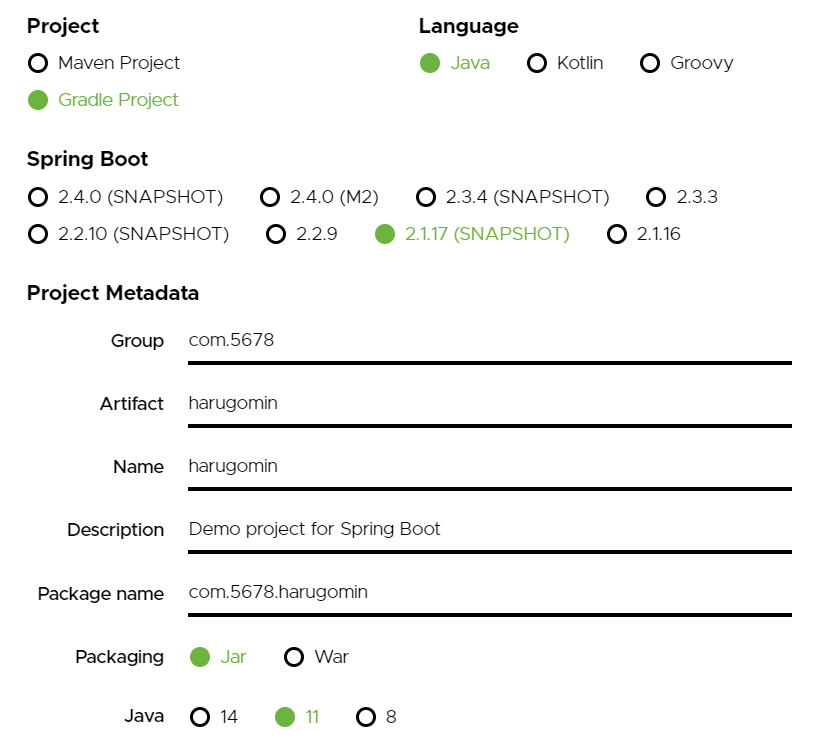 Project
Language
Maven Project
Java Kotlin Groovy
Gradle Project
Spring Boot
2.4.0 (SNAPSHOT) 2.4.0 (M2) 2.3.4 (SNAPSHOT) 2.3.3
2.2.10 (SNAPSHOT) 2.2.9 2.1.17 (SNAPSHOT) 2.1.16
Project Metadata
Group com.5678
Artifact harugomin
Name harugomin
Description Demo project for Spring Boot
Package name com.5678.harugomin
Packaging Jar War
Java 14 11 8